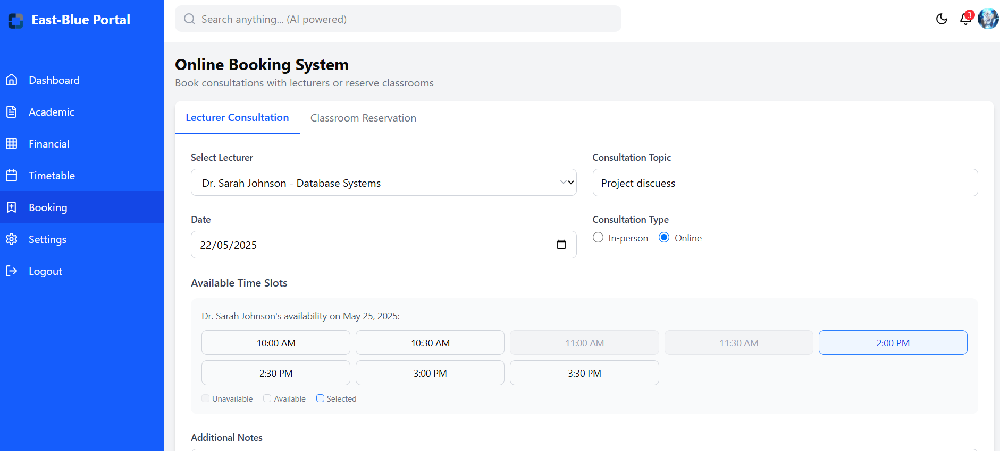 East-Blue Portal
Search anything... (AI powered)
3
Dashboard
Academic
Financial
Timetable
Booking
Settings
Logout
Online Booking System
Book consultations with lecturers or reserve classrooms
Lecturer Consultation
Classroom Reservation
Select Lecturer
Dr. Sarah Johnson - Database Systems
Consultation Topic
Project discuess
Date
22/05/2025
Consultation Type
In-person
Online
Available Time Slots
Dr. Sarah Johnson's availability on May 25, 2025:
10:00 AM
10:30 AM
11:00 AM
11:30 AM
2:00 PM
2:30 PM
3:00 PM
3:30 PM
Unavailable
Available
Selected
Additional Notes